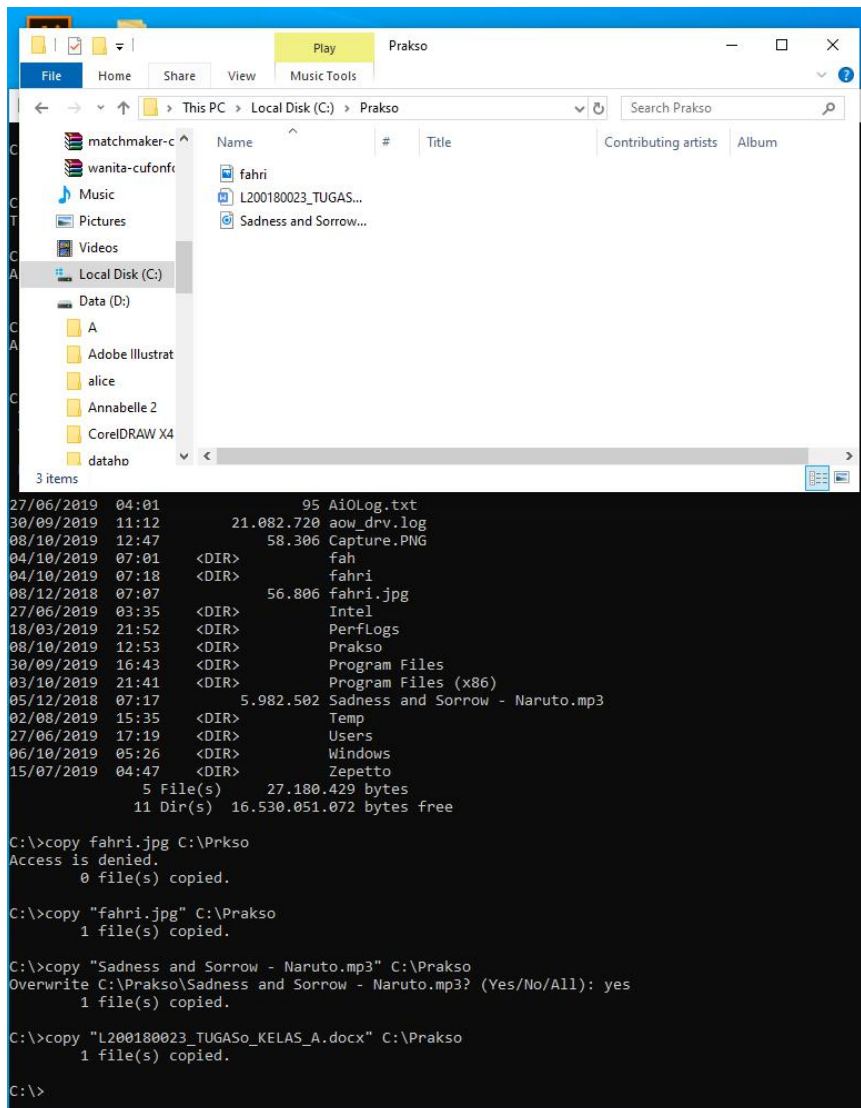 Play Prakso
File Home Share View Music Tools
This PC > Local Disk (C:) > Prakso Search Prakso
Name # Title Contributing artists Album
matchmaker-c
wanita-cufonfo
Music
Pictures
Videos
Local Disk (C:)
Data (D:)
A
Adobe Illustrat
alice
Annabelle 2
CorelDRAW X4
datahp
fahri
L200180023_TUGAS...
Sadness and Sorrow...
3 items
27/06/2019 04:01 95 AiOLog.txt
30/09/2019 11:12 21.082.720 aow_drv.log
08/10/2019 12:47 58.306 Capture.PNG
04/10/2019 07:01 <DIR> fah
04/10/2019 07:18 <DIR> fahri
08/12/2018 07:07 56.806 fahri.jpg
27/06/2019 03:35 <DIR> Intel
18/03/2019 21:52 <DIR> PerfLogs
08/10/2019 12:53 <DIR> Prakso
30/09/2019 16:43 <DIR> Program Files
03/10/2019 21:41 <DIR> Program Files (x86)
05/12/2018 07:17 5.982.502 Sadness and Sorrow - Naruto.mp3
02/08/2019 15:35 <DIR> Temp
27/06/2019 17:19 <DIR> Users
06/10/2019 05:26 <DIR> Windows
15/07/2019 04:47 <DIR> Zepetto
5 File(s) 27.180.429 bytes
11 Dir(s) 16.530.051.072 bytes free
C:\>copy fahri.jpg C:\Prkso
Access is denied.
0 file(s) copied.
C:\>copy "fahri.jpg" C:\Prakso
1 file(s) copied.
C:\>copy "Sadness and Sorrow - Naruto.mp3" C:\Prakso
Overwrite C:\Prakso\Sadness and Sorrow - Naruto.mp3? (Yes/No/All): yes
1 file(s) copied.
C:\>copy "L200180023_TUGASo_KELAS_A.docx" C:\Prakso
1 file(s) copied.
C:\>